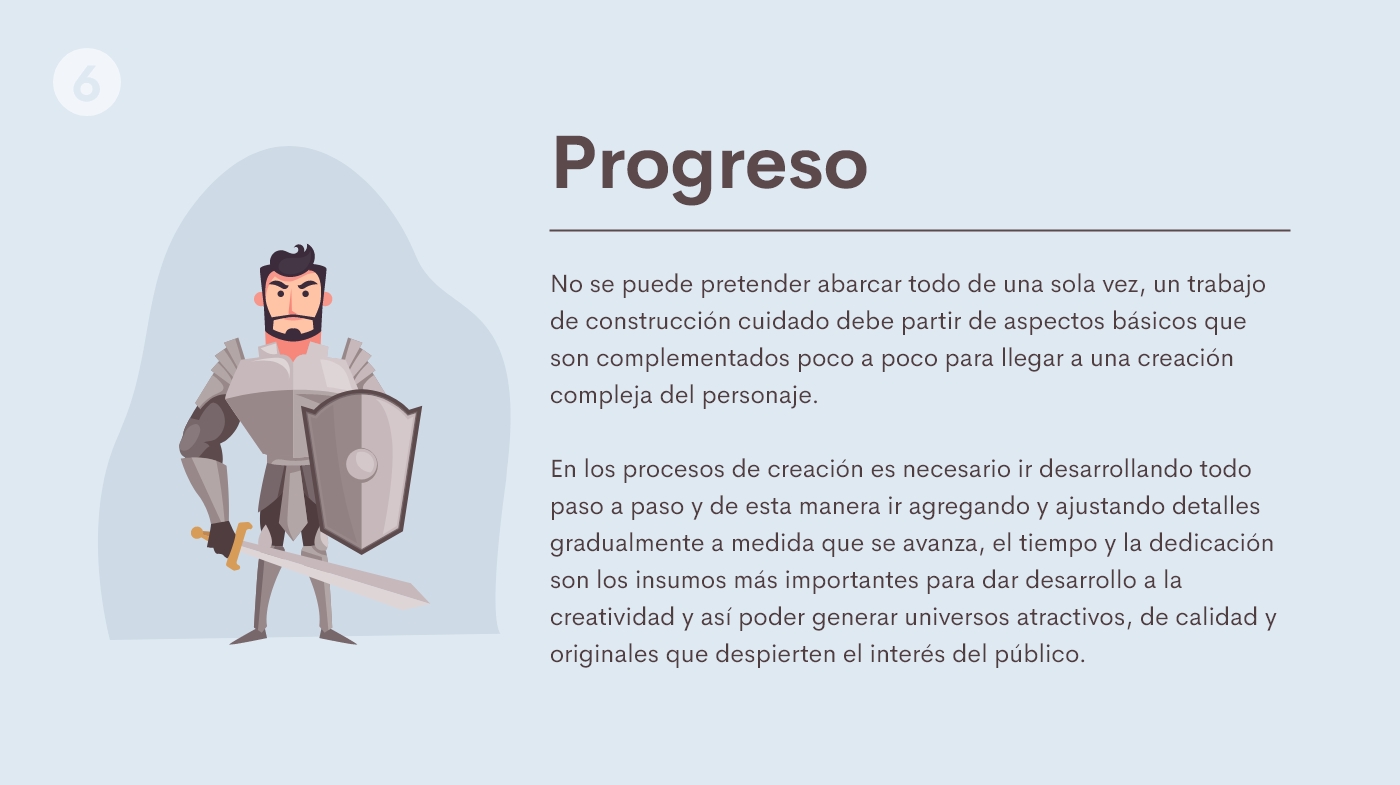 6
Progreso
No se puede pretender abarcar todo de una sola vez, un trabajo
de construcción cuidado debe partir de aspectos básicos que
son complementados poco a poco para llegar a una creación
compleja del personaje.
En los procesos de creación es necesario ir desarrollando todo
paso a paso y de esta manera ir agregando y ajustando detalles
gradualmente a medida que se avanza, el tiempo y la dedicación
son los insumos más importantes para dar desarrollo a la
creatividad y así poder generar universos atractivos, de calidad y
originales que despierten el interés del público.